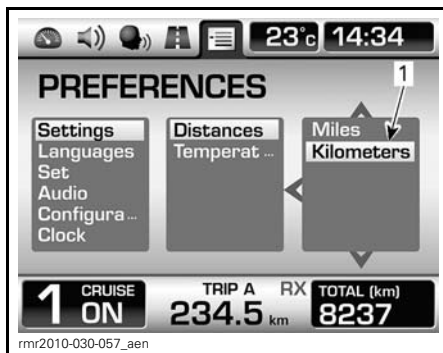 23°c 14:34
1
PREFERENCES
Settings
Languages
Set
Audio
Configura ...
Clock
Distances
Temperat ...
Miles
Kilometers
1 CRUISE ON
TRIP A
234.5 km
RX
TOTAL (km)
8237
rmr2010-030-057_aen